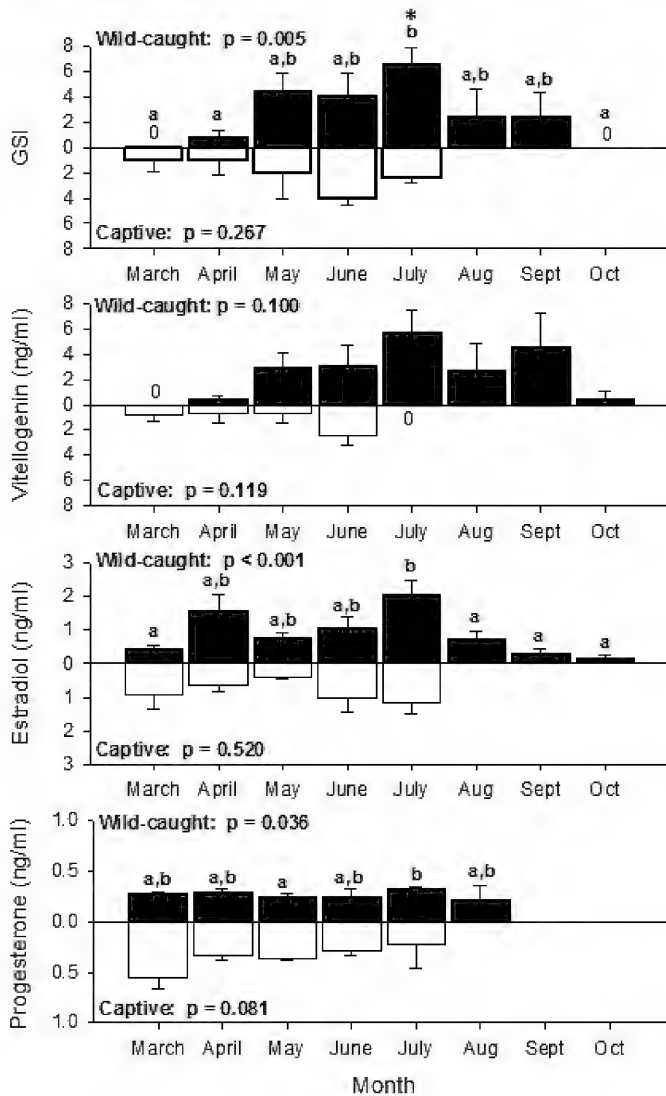 *
Wild-caught: p = 0.005
b
a,b a,b a,b a,b
a a a
0 0
8
6
4
2
0
2
4
6
8
GSI
Captive: p = 0.267
March April May June July Aug Sept Oct
Wild-caught: p = 0.100
8
6
4
2
0
2
4
6
8
Vitellogenin (ng/ml)
0
0
Captive: p = 0.119
March April May June July Aug Sept Oct
Wild-caught: p < 0.001
3
2
1
0
1
2
3
Estradiol (ng/ml)
a a,b a,b a,b b a a a
Captive: p = 0.520
March April May June July Aug Sept Oct
Wild-caught: p = 0.036
1.0
0.5
0.0
0.5
1.0
Progesterone (ng/ml)
a,b a,b a a,b b a,b
Captive: p = 0.081
March April May June July Aug Sept Oct
Month